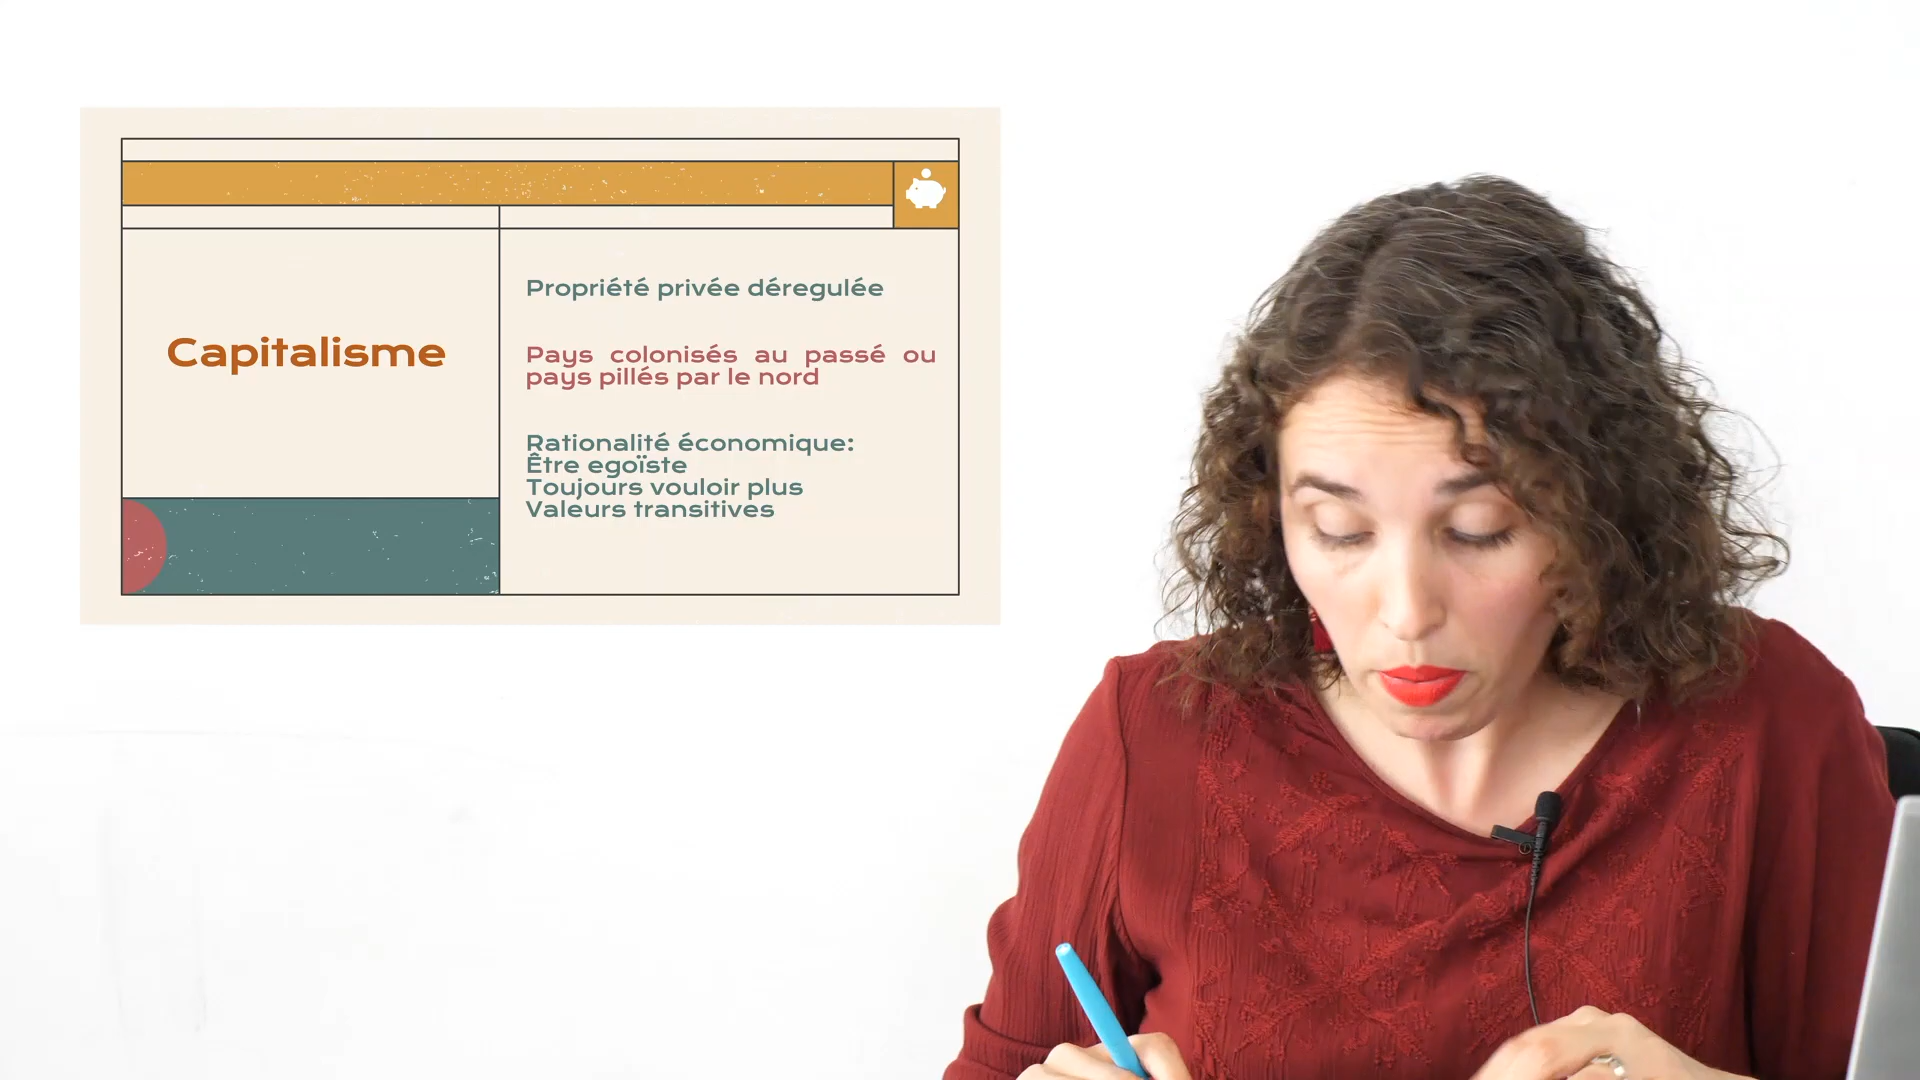 Capitalisme
Propriété privée déregulée
Pays colonisés au passé ou
pays pillés par le nord
Rationalité économique:
Être egoïste
Toujours vouloir plus
Valeurs transitives